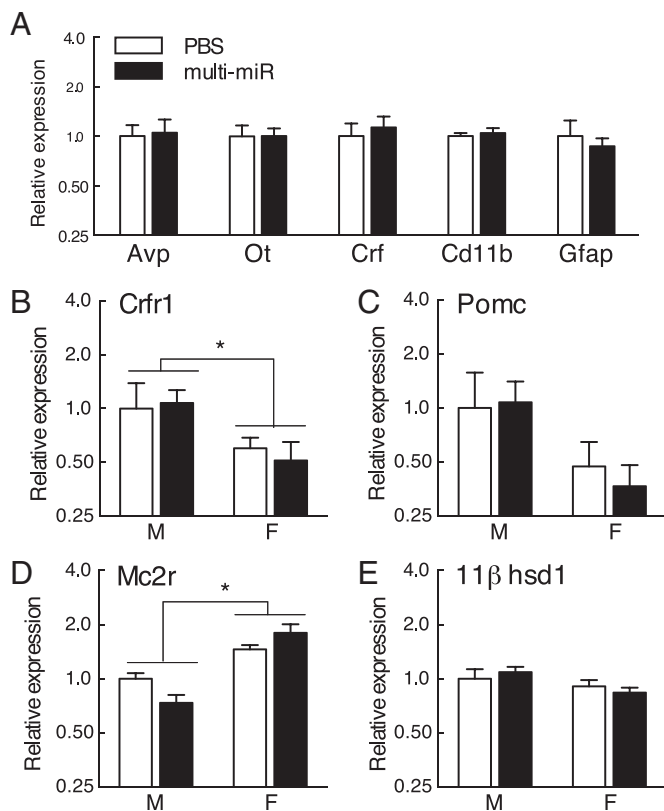 A
Relative expression
4.0
2.0
1.0
0.50
0.25
PBS
multi-miR
Avp Ot Crf Cd11b Gfap
B Crfr1
Relative expression
4.0
2.0
1.0
0.50
0.25
*
M F
C Pomc
Relative expression
4.0
2.0
1.0
0.50
0.25
M F
D Mc2r
Relative expression
4.0
2.0
1.0
0.50
0.25
*
M F
E 11β hsd1
Relative expression
4.0
2.0
1.0
0.50
0.25
M F